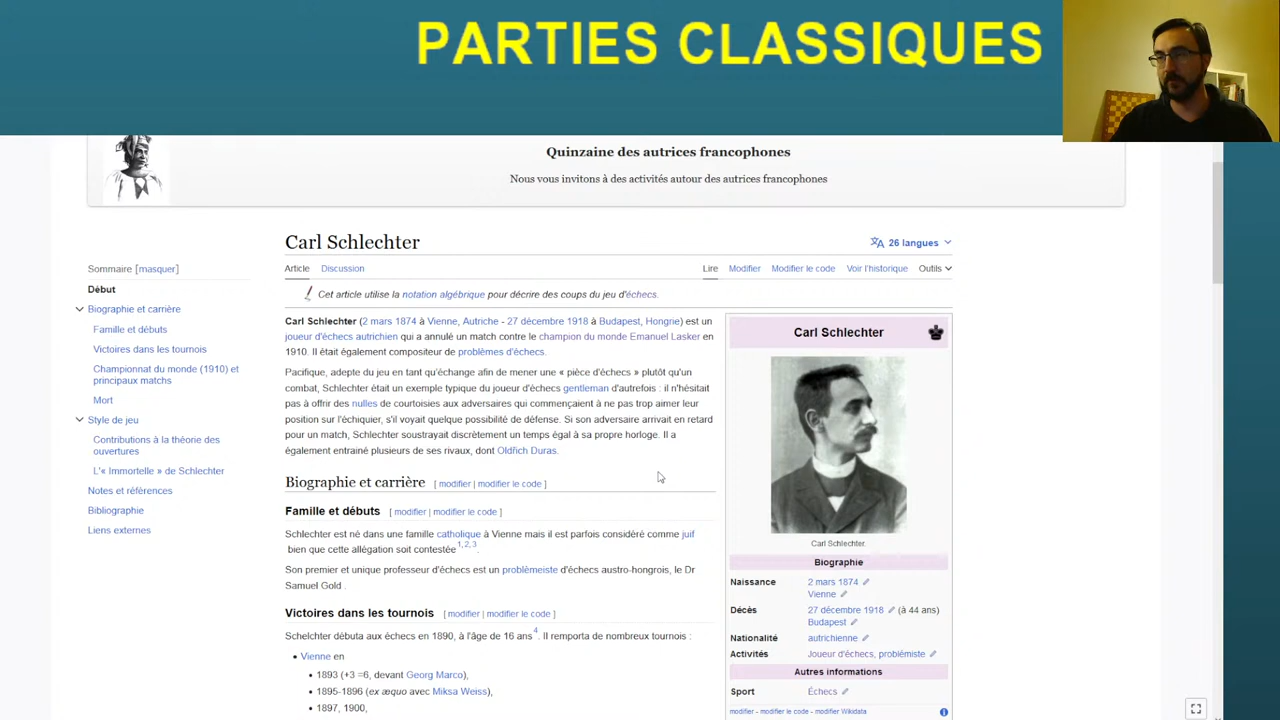 PARTIES CLASSIQUES
Quinzaine des autrices francophones
Nous vous invitons à des activités autour des autrices francophones
Carl Schlechter
26 langues
Article
Discussion
Lire
Modifier
Modifier le code
Voir l'historique
Outils
Sommaire [masquer]
Début
Biographie et carrière
Famille et débuts
Victoires dans les tournois
Championnat du monde (1910) et
principaux matchs
Mort
Style de jeu
Contributions à la théorie des
ouvertures
L'« Immortelle » de Schlechter
Notes et références
Bibliographie
Liens externes
Cet article utilise la notation algébrique pour décrire des coups du jeu d'échecs.
Carl Schlechter (2 mars 1874 à Vienne, Autriche - 27 décembre 1918 à Budapest, Hongrie) est un
joueur d'échecs autrichien qui a annulé un match contre le champion du monde Emanuel Lasker en
1910. Il était également compositeur de problèmes d'échecs.
Pacifique, adepte du jeu en tant qu'échange afin de mener une « pièce d'échecs » plutôt qu'un
combat, Schlechter était un exemple typique du joueur d'échecs gentleman d'autrefois : il n'hésitait
pas à offrir des nulles de courtoisies aux adversaires qui commençaient à ne pas trop aimer leur
position sur l'échiquier, s'il voyait quelque possibilité de défense. Si son adversaire arrivait en retard
pour un match, Schlechter soustrayait discrètement un temps égal à sa propre horloge. Il a
également entrainé plusieurs de ses rivaux, dont Oldřich Duras.
Biographie et carrière [ modifier | modifier le code ]
Famille et débuts [ modifier | modifier le code ]
Schlechter est né dans une famille catholique à Vienne mais il est parfois considéré comme juif
bien que cette allégation soit contestée 1, 2, 3.
Son premier et unique professeur d'échecs est un problèmeiste d'échecs austro-hongrois, le Dr
Samuel Gold .
Victoires dans les tournois [ modifier | modifier le code ]
Schelchter débuta aux échecs en 1890, à l'âge de 16 ans 4. Il remporta de nombreux tournois :
• Vienne en
• 1893 (+3 =6, devant Georg Marco),
• 1895-1896 (ex æquo avec Miksa Weiss),
• 1897, 1900,
Carl Schlechter
Carl Schlechter.
Biographie
Naissance 2 mars 1874
Vienne
Décès 27 décembre 1918 (à 44 ans)
Budapest
Nationalité autrichienne
Activités Joueur d'échecs, problémiste
Autres informations
Sport Échecs
modifier - modifier le code - modifier Wikidata